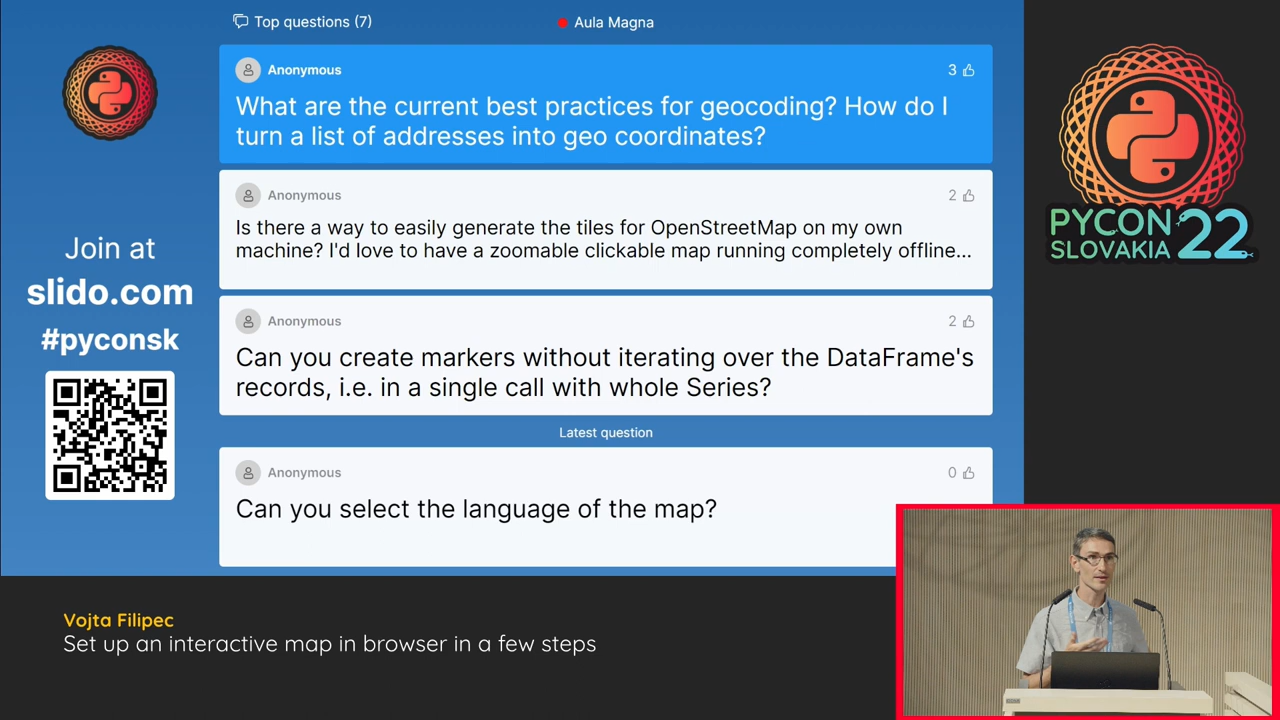 Top questions (7)
Aula Magna
Anonymous
3
What are the current best practices for geocoding? How do I
turn a list of addresses into geo coordinates?
Anonymous
2
Is there a way to easily generate the tiles for OpenStreetMap on my own
machine? I'd love to have a zoomable clickable map running completely offline...
Anonymous
2
Can you create markers without iterating over the DataFrame's
records, i.e. in a single call with whole Series?
Latest question
Anonymous
0
Can you select the language of the map?
Join at
slido.com
#pyconsk
PYCON
SLOVAKIA
22
Vojta Filipec
Set up an interactive map in browser in a few steps